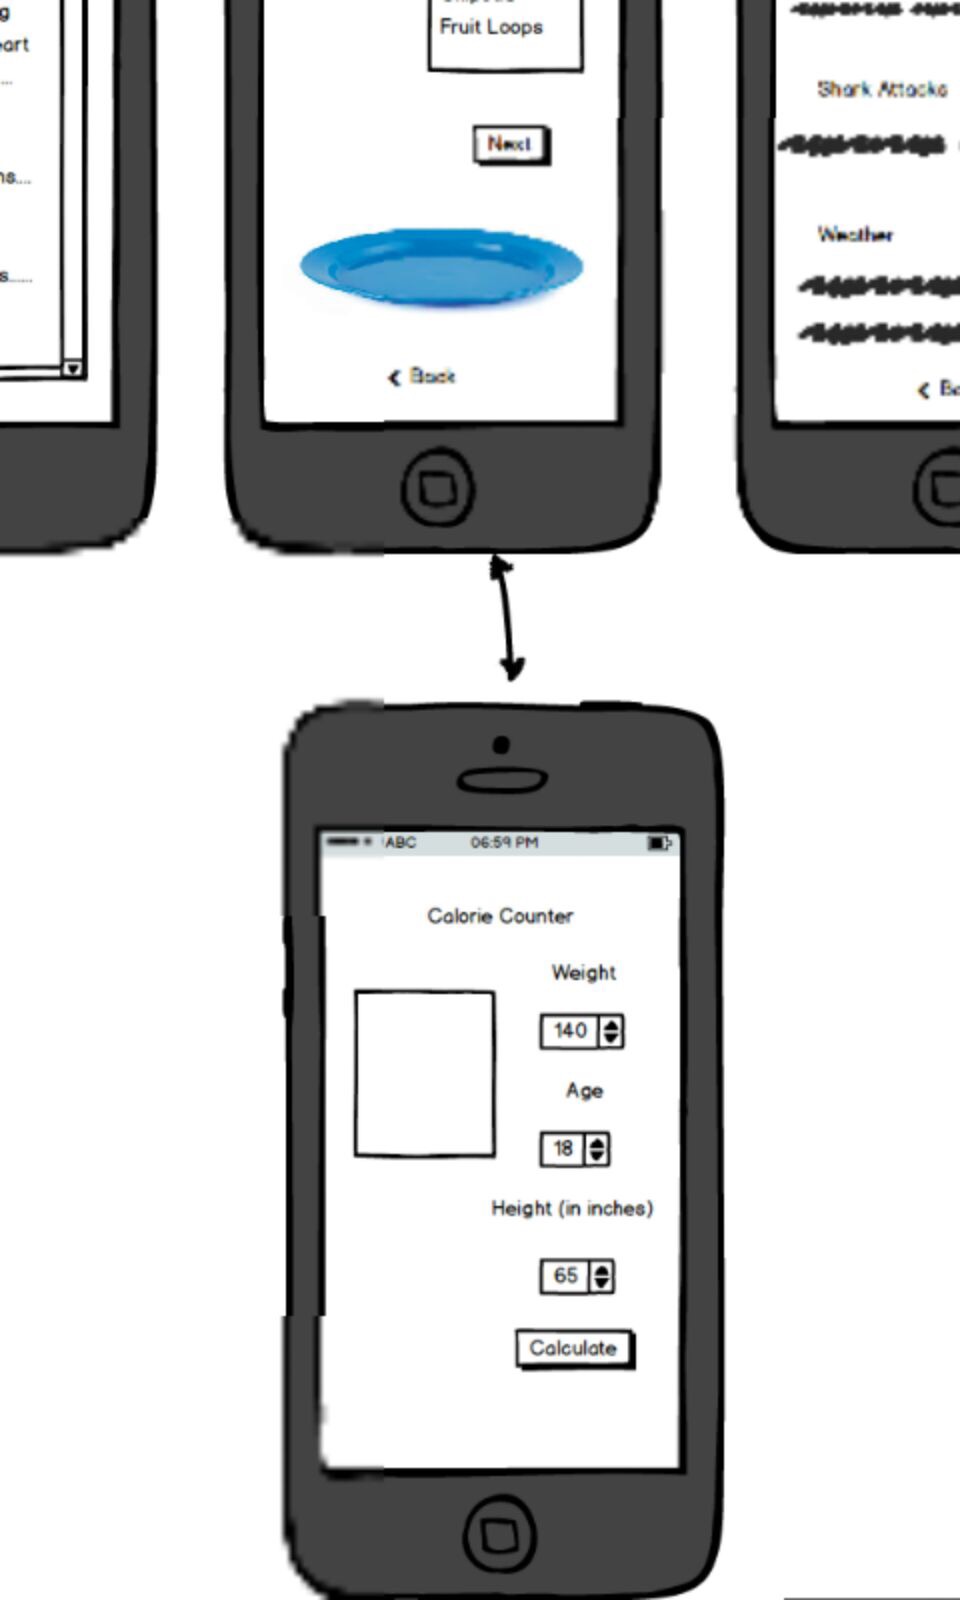 g
eart
....
ns....
s......
Fruit Loops
Next
< Back
Shark Attacks
Weather
< Ba
ABC 06:59 PM
Calorie Counter
Weight
140
Age
18
Height (in inches)
65
Calculate